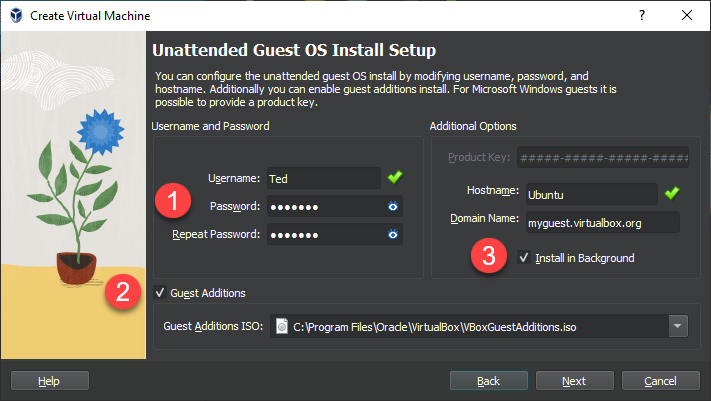 Create Virtual Machine
?
Unattended Guest OS Install Setup
You can configure the unattended guest OS install by modifying username, password, and
hostname. Additionally you can enable guest additions install. For Microsoft Windows guests it is
possible to provide a product key.
Username and Password
Username: Ted
1
Password: •••••••
Repeat Password: •••••••
Additional Options
Product Key: #####-#####-#####-#####
Hostname: Ubuntu
Domain Name: myguest.virtualbox.org
3
Install in Background
2
Guest Additions
Guest Additions ISO: C:\Program Files\Oracle\VirtualBox\VBoxGuestAdditions.iso
Help
Back
Next
Cancel